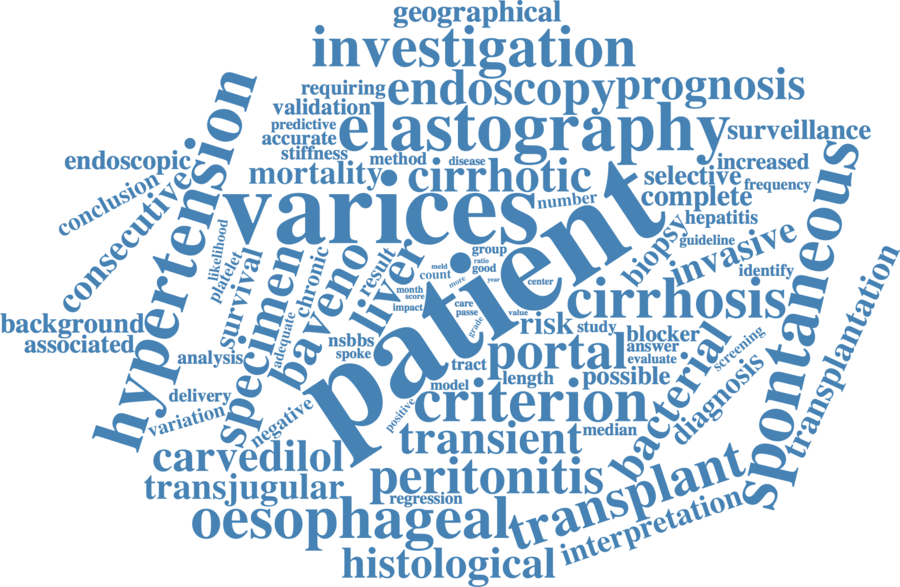 geographical
investigation
requiring
endoscopy
prognosis
validation
elastography
predictive
accurate
surveillance
stiffness
method
disease
increased
endoscopic
mortality
cirrhotic
selective
frequency
conclusion
consecutive
hypertension
varices
number
complete
hepatitis
spontaneous
likelihood
platelet
survival
specimen
chronic
baveno
result
liver
group
ratio
meld
count
more
good
year
center
patient
biopsy
guideline
invasive
identify
transplantation
background
associated
adequate
month
score
impact
care
passe
grade
value
cirrhosis
risk
study
blocker
answer
evaluate
screening
analysis
nsbbs
spoke
portal
tract
length
possible
bacterial
diagnosis
delivery
variation
negative
model
positive
criterion
transient
median
carvedilol
transjugular
peritonitis
regression
transplant
interpretation
oesophageal
histological